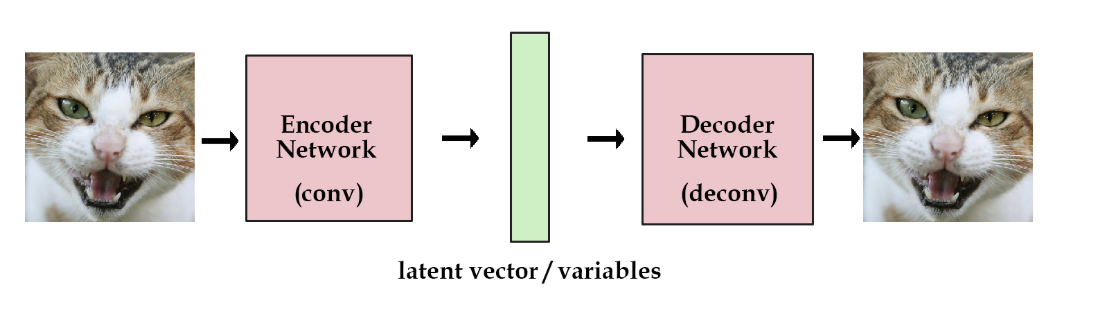 Encoder
Network
(conv)
Decoder
Network
(deconv)
latent vector / variables